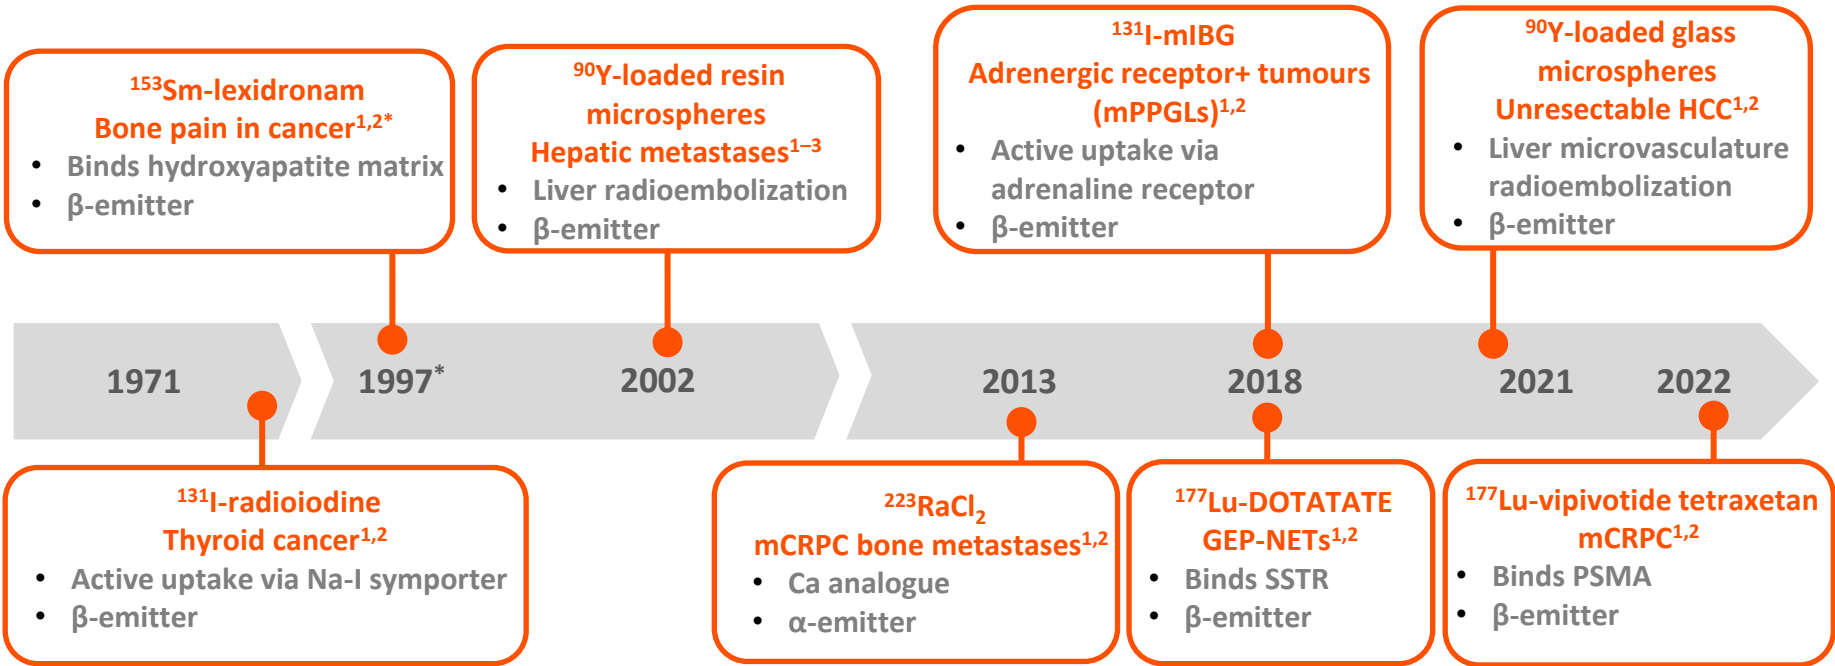 ¹⁵³Sm-lexidronam
Bone pain in cancer¹,²*
• Binds hydroxyapatite matrix
• β-emitter
⁹⁰Y-loaded resin
microspheres
Hepatic metastases¹⁻³
• Liver radioembolization
• β-emitter
¹³¹I-mIBG
Adrenergic receptor+ tumours
(mPPGLs)¹,²
• Active uptake via
adrenaline receptor
• β-emitter
⁹⁰Y-loaded glass
microspheres
Unresectable HCC¹,²
• Liver microvasculature
radioembolization
• β-emitter
1971 1997* 2002 2013 2018 2021 2022
¹³¹I-radioiodine
Thyroid cancer¹,²
• Active uptake via Na-I symporter
• β-emitter
²²³RaCl₂
mCRPC bone metastases¹,²
• Ca analogue
• α-emitter
¹⁷⁷Lu-DOTATATE
GEP-NETs¹,²
• Binds SSTR
• β-emitter
¹⁷⁷Lu-vipivotide tetraxetan
mCRPC¹,²
• Binds PSMA
• β-emitter